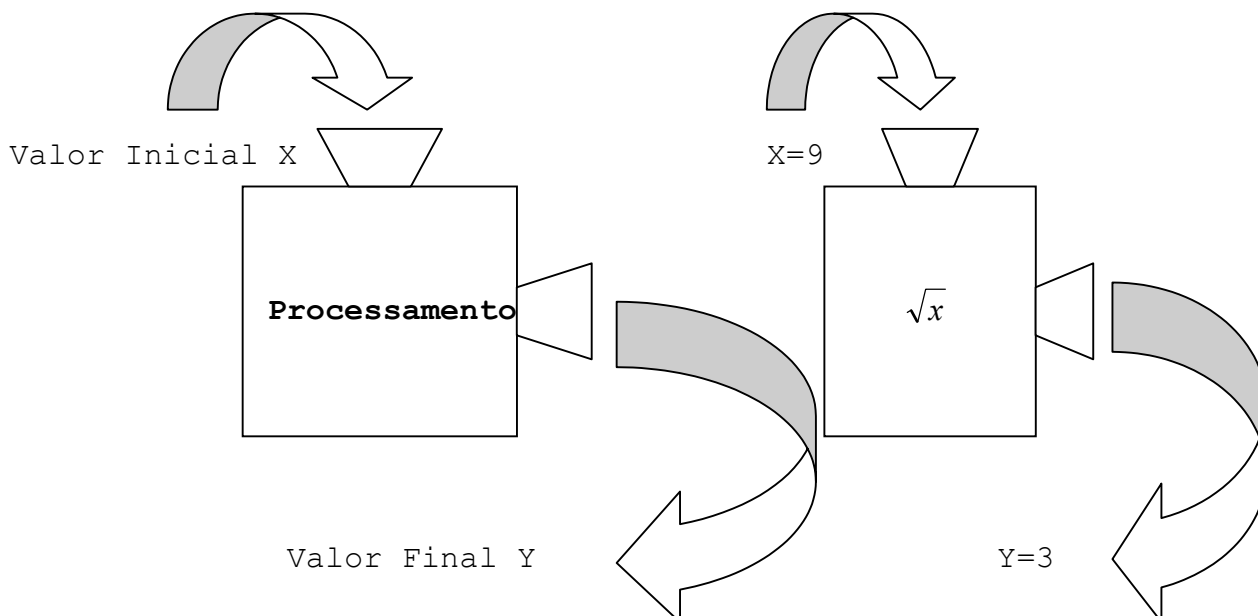 Valor Inicial X
Processamento
Valor Final Y
X=9
√x
Y=3